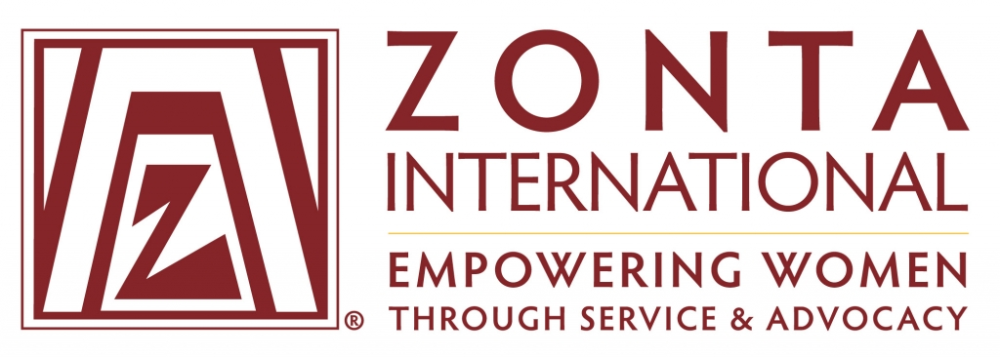 Z
®
ZONTA
INTERNATIONAL
EMPOWERING WOMEN
THROUGH SERVICE & ADVOCACY